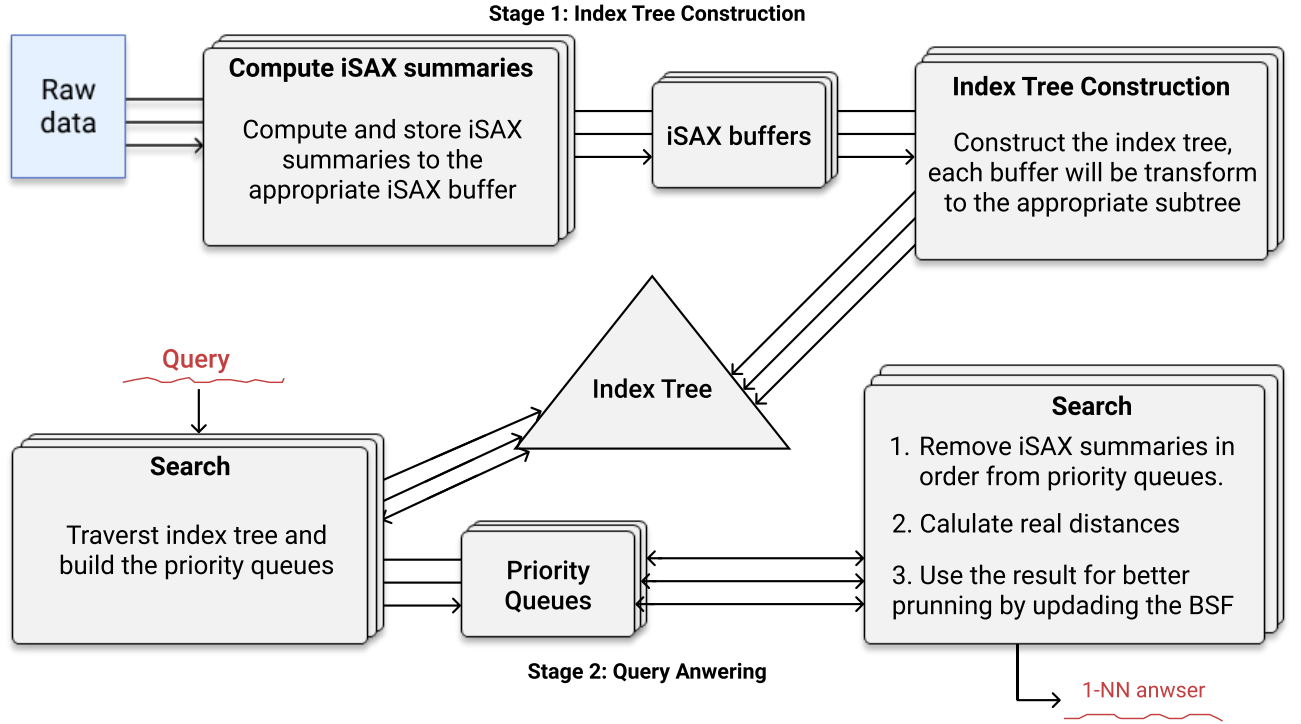 Stage 1: Index Tree Construction
Raw
data
Compute iSAX summaries
Compute and store iSAX
summaries to the
appropriate iSAX buffer
iSAX buffers
Index Tree Construction
Construct the index tree,
each buffer will be transform
to the appropriate subtree
Index Tree
Query
Search
Traverst index tree and
build the priority queues
Priority
Queues
Search
1. Remove iSAX summaries in
order from priority queues.
2. Calulate real distances
3. Use the result for better
prunning by updading the BSF
Stage 2: Query Anwering
1-NN anwser